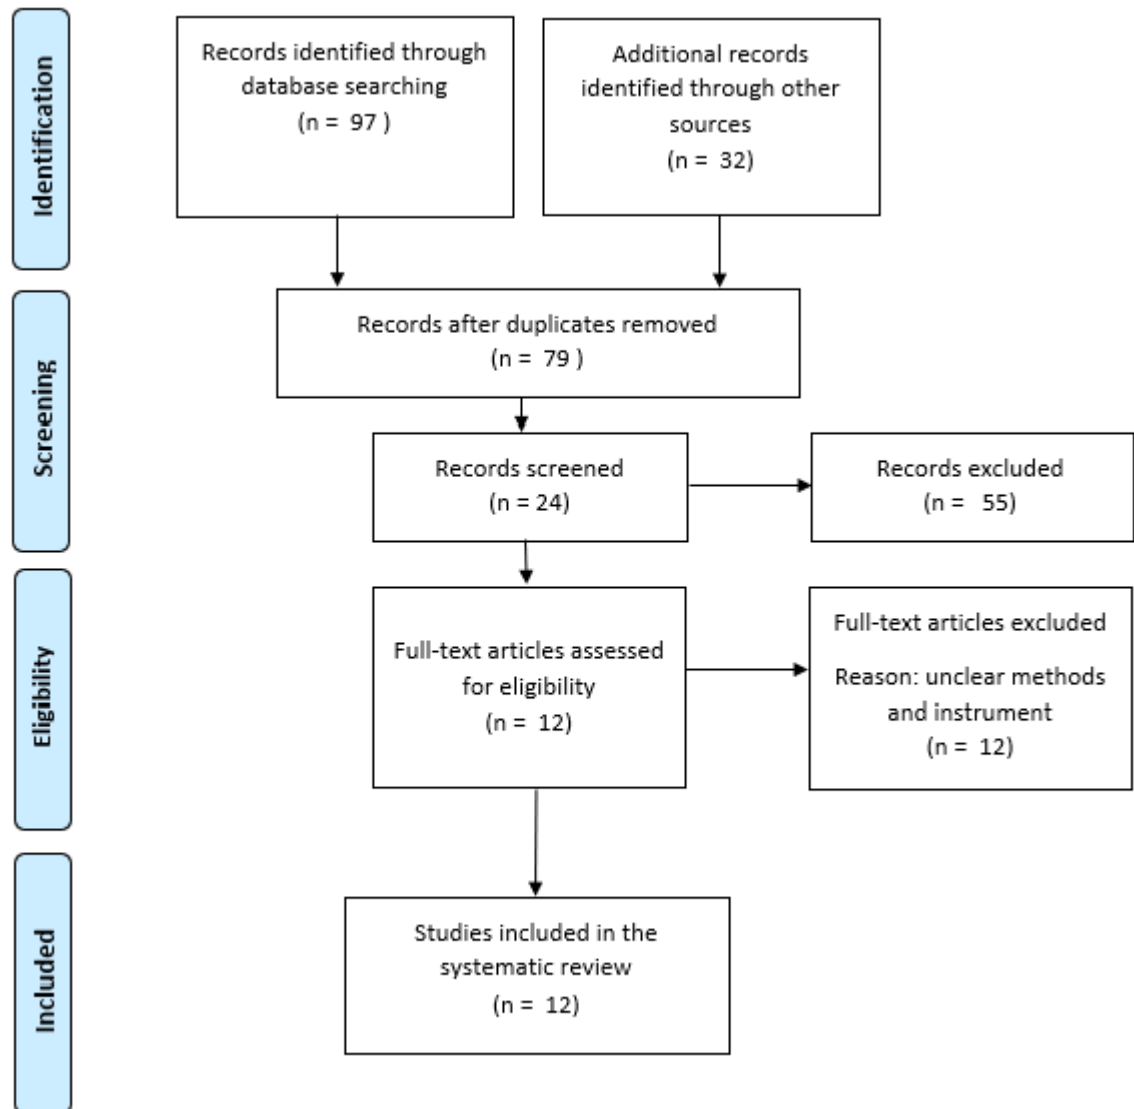 Identification
Records identified through
database searching
(n = 97 )
Additional records
identified through other
sources
(n = 32)
Screening
Records after duplicates removed
(n = 79 )
Records screened
(n = 24)
Records excluded
(n = 55)
Eligibility
Full-text articles assessed
for eligibility
(n = 12)
Full-text articles excluded
Reason: unclear methods
and instrument
(n = 12)
Included
Studies included in the
systematic review
(n = 12)